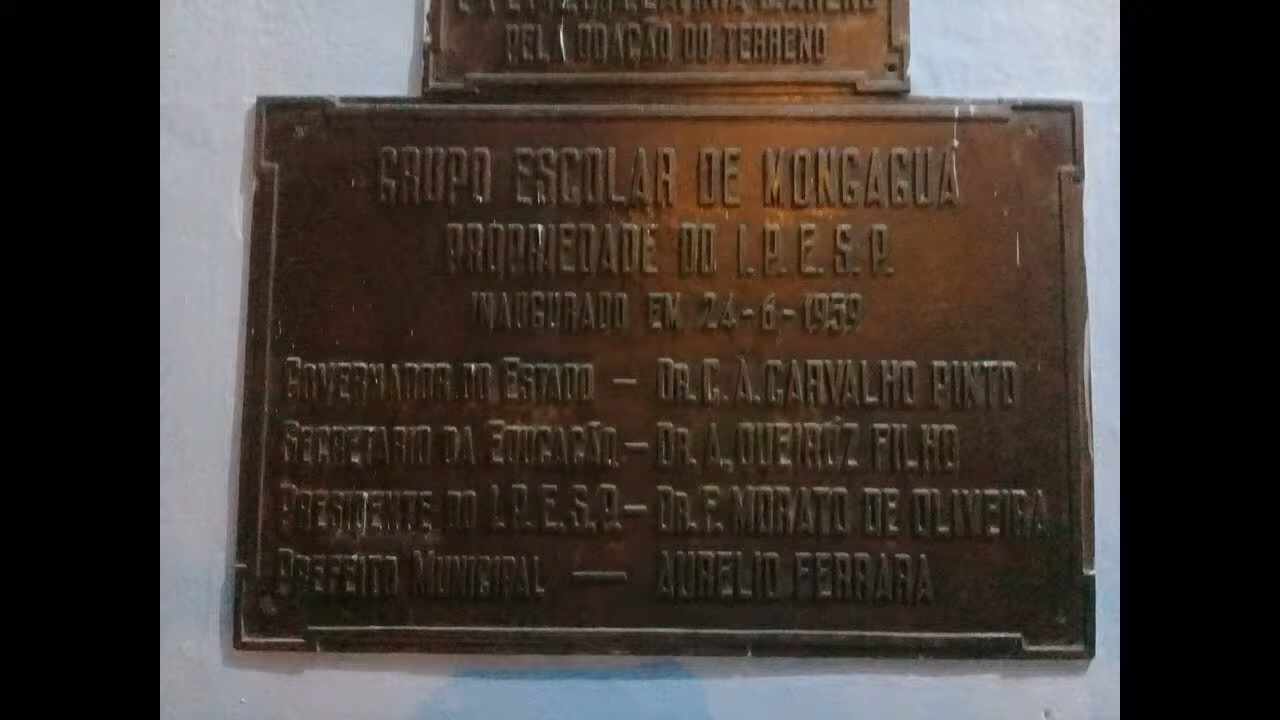 PELA DOAÇÃO DO TERRENO
GRUPO ESCOLAR DE MONGAGUÁ
PROPRIEDADE DO I.P.E.S.P.
INAUGURADO EM 24-6-1959
GOVERNADOR DO ESTADO — DR. C. A. CARVALHO PINTO
SECRETARIO DA EDUCAÇÃO — DR. A. QUEIRÓZ FILHO
PRESIDENTE DO I.P.E.S.P. — DR. F. MORATO DE OLIVEIRA
PREFEITO MUNICIPAL — AURELIO FERRARA